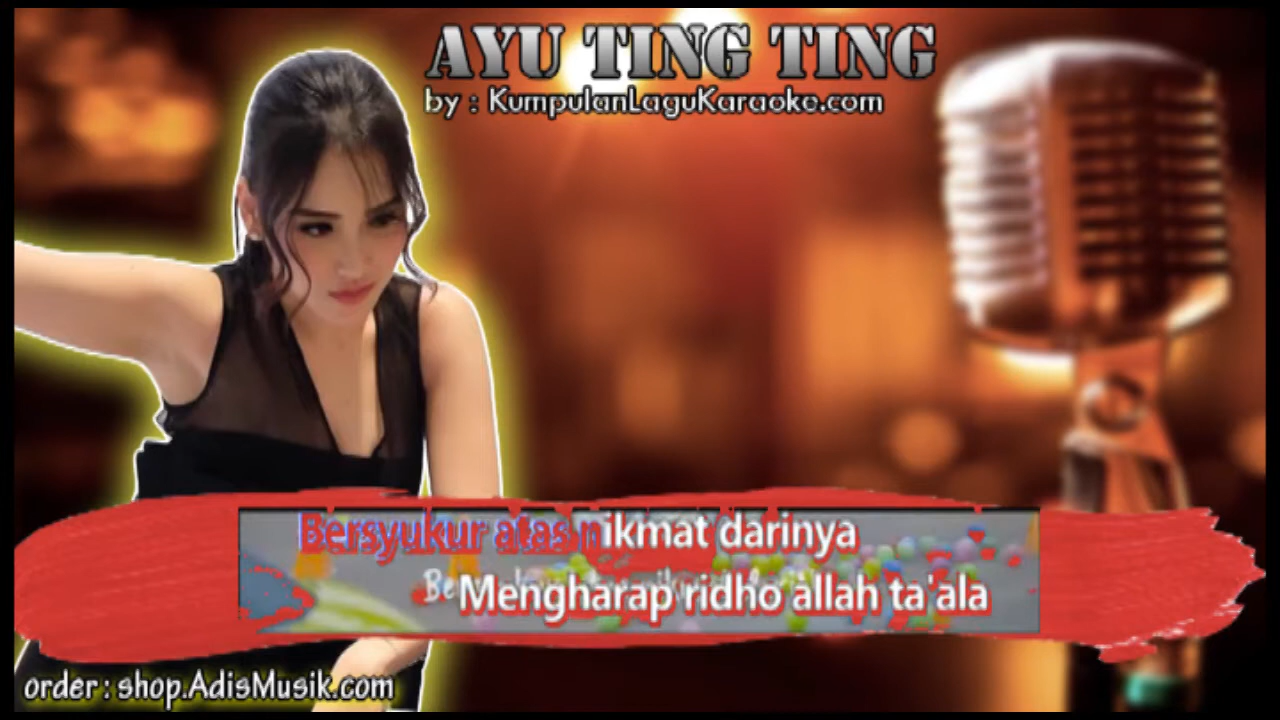 AYU TING TING
by : KumpulanLaguKaraoke.com
Bersyukur atas nikmat darinya
Mengharap ridho allah ta'ala
order : shop.AdisMusik.com